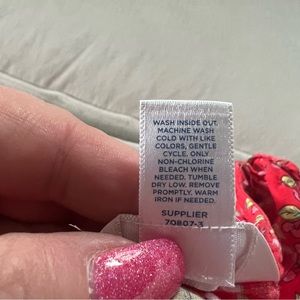 WASH INSIDE OUT.
MACHINE WASH
COLD WITH LIKE
COLORS, GENTLE
CYCLE. ONLY
NON-CHLORINE
BLEACH WHEN
NEEDED. TUMBLE
DRY LOW. REMOVE
PROMPTLY. WARM
IRON IF NEEDED.
SUPPLIER
70807-3